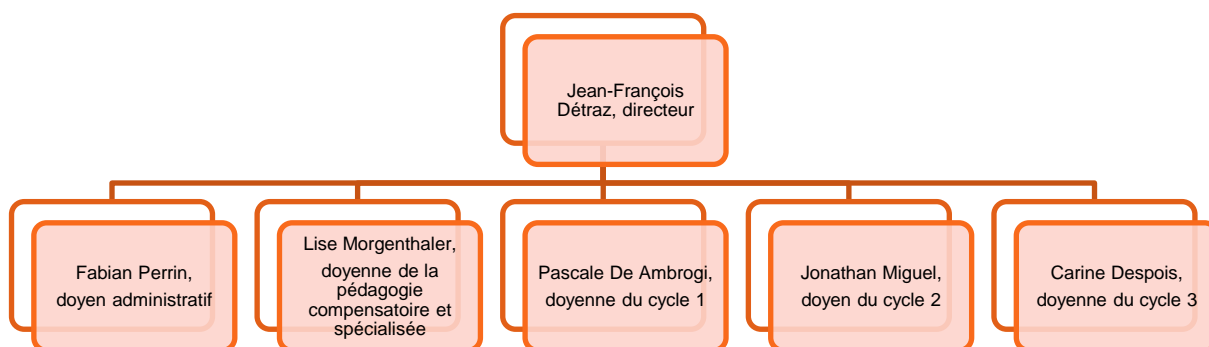 Jean-François
Détraz, directeur
Fabian Perrin,
doyen administratif
Lise Morgenthaler,
doyenne de la
pédagogie
compensatoire et
spécialisée
Pascale De Ambrogi,
doyenne du cycle 1
Jonathan Miguel,
doyen du cycle 2
Carine Despois,
doyenne du cycle 3